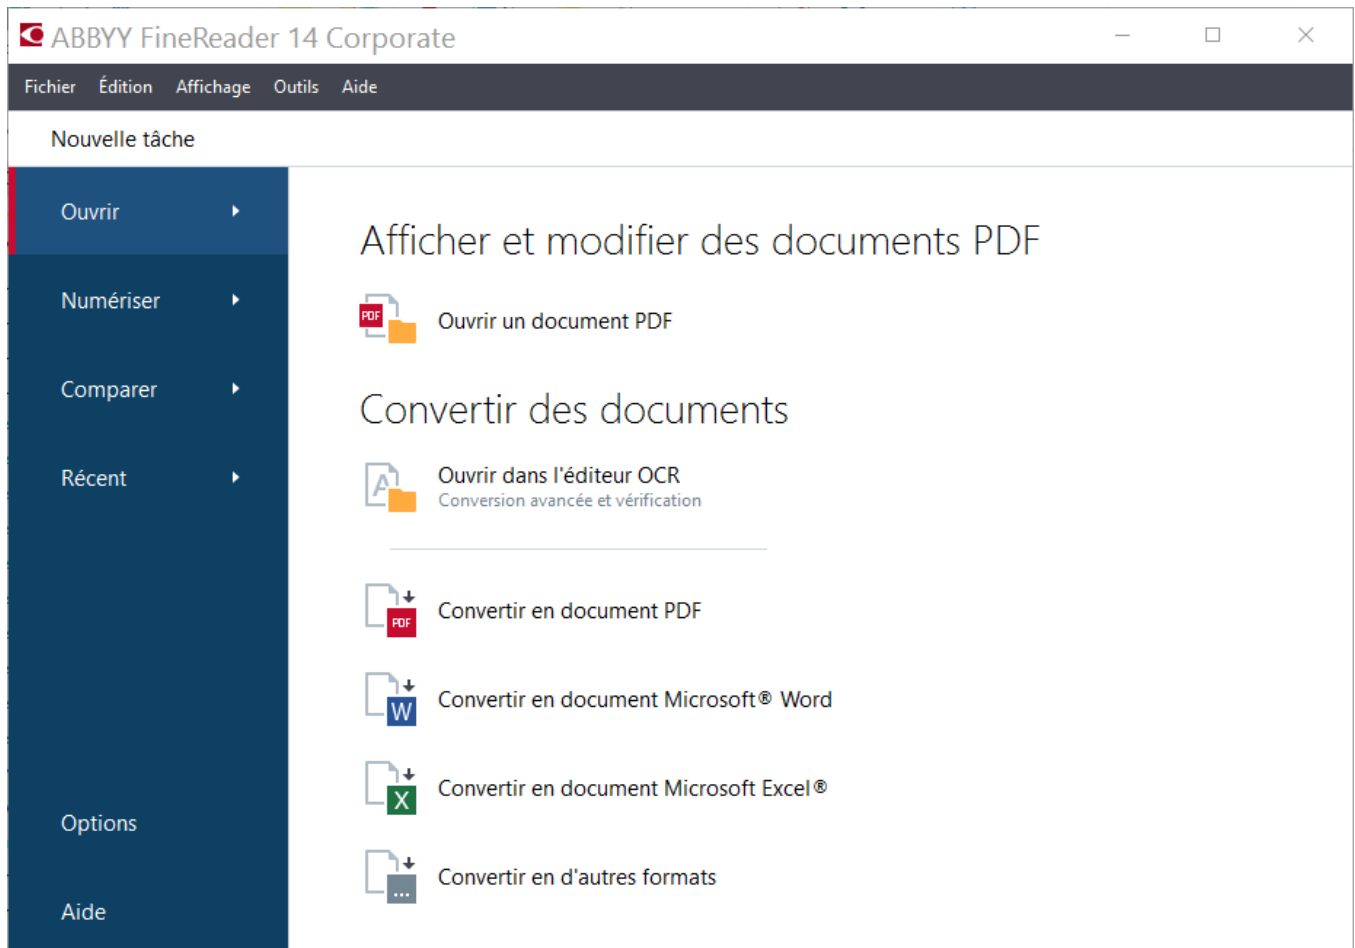 ABBYY FineReader 14 Corporate
Fichier Édition Affichage Outils Aide
Nouvelle tâche
Ouvrir
Numériser
Comparer
Récent
Options
Aide
Afficher et modifier des documents PDF
PDF
Ouvrir un document PDF
Convertir des documents
A
Ouvrir dans l'éditeur OCR
Conversion avancée et vérification
PDF
Convertir en document PDF
W
Convertir en document Microsoft® Word
X
Convertir en document Microsoft Excel®
...
Convertir en d'autres formats